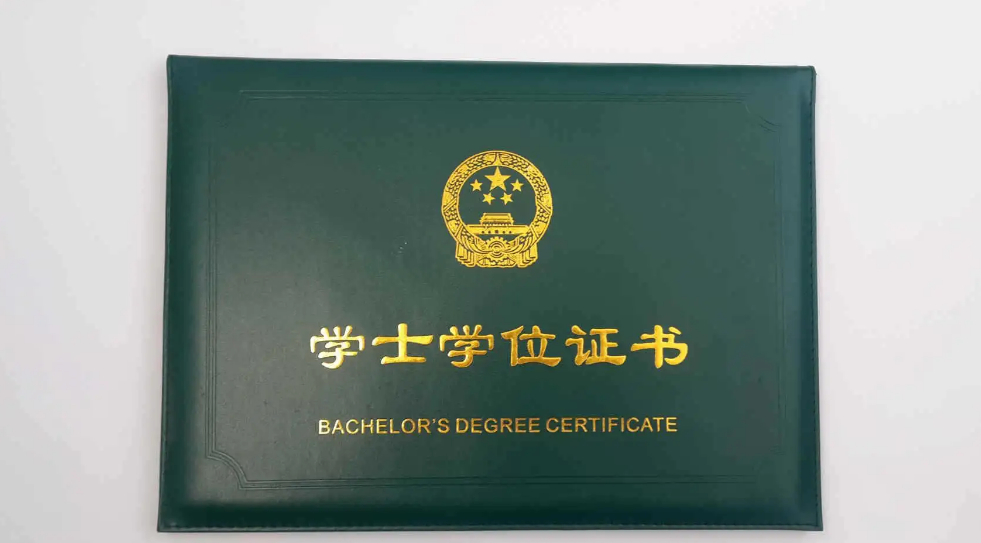 学士学位证书
BACHELOR'S DEGREE CERTIFICATE